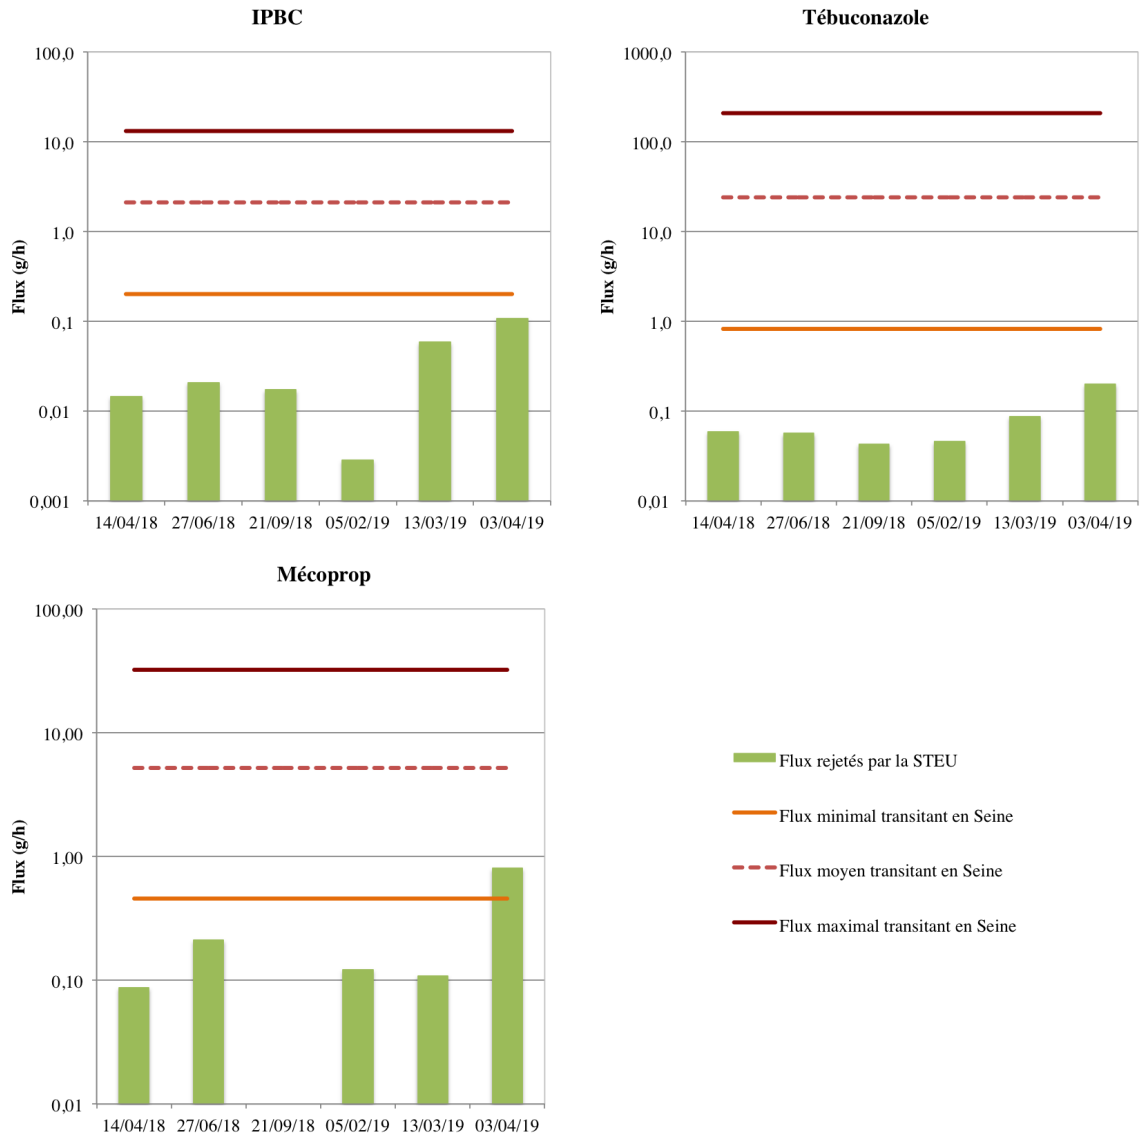 IPBC
Flux (g/h)
100,0
10,0
1,0
0,1
0,01
0,001
14/04/18 27/06/18 21/09/18 05/02/19 13/03/19 03/04/19
Tébuconazole
Flux (g/h)
1000,0
100,0
10,0
1,0
0,1
0,01
14/04/18 27/06/18 21/09/18 05/02/19 13/03/19 03/04/19
Mécoprop
Flux (g/h)
100,00
10,00
1,00
0,10
0,01
14/04/18 27/06/18 21/09/18 05/02/19 13/03/19 03/04/19
Flux rejetés par la STEU
Flux minimal transitant en Seine
Flux moyen transitant en Seine
Flux maximal transitant en Seine